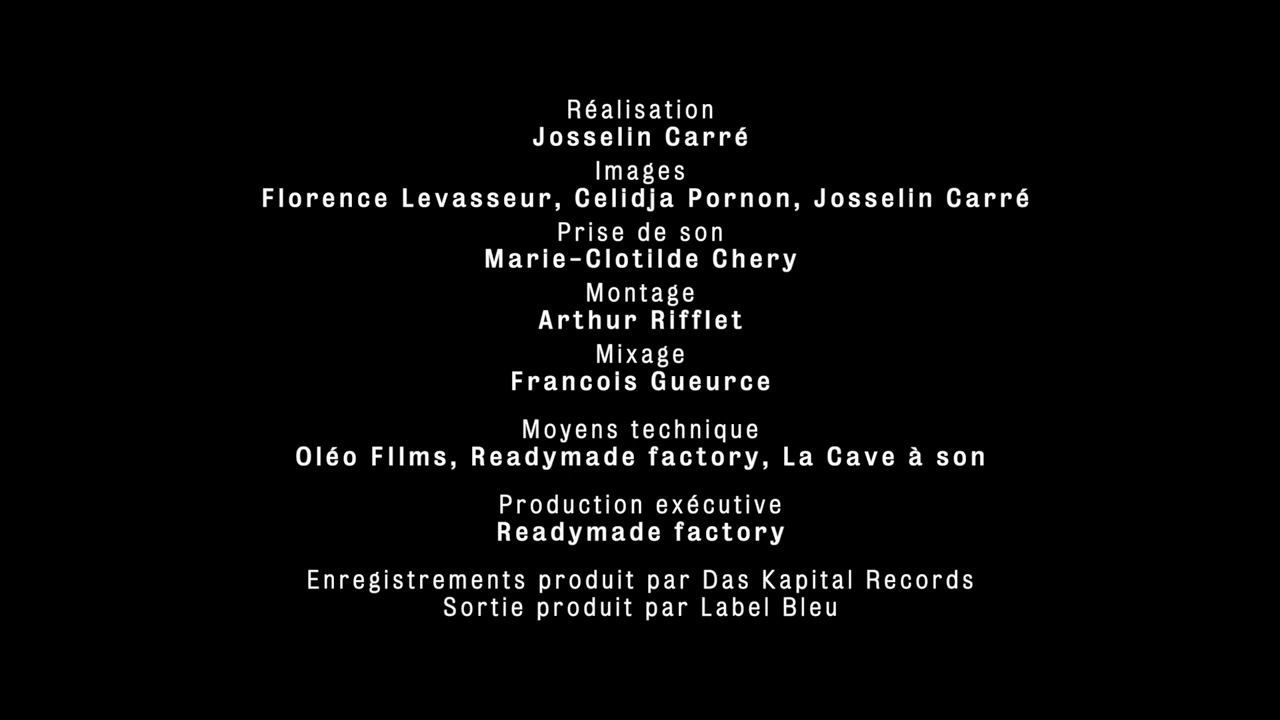 Réalisation
Josselin Carré
Images
Florence Levasseur, Celidja Pornon, Josselin Carré
Prise de son
Marie-Clotilde Chery
Montage
Arthur Rifflet
Mixage
Francois Gueurce
Moyens technique
Oléo FIlms, Readymade factory, La Cave à son
Production exécutive
Readymade factory
Enregistrements produit par Das Kapital Records
Sortie produit par Label Bleu